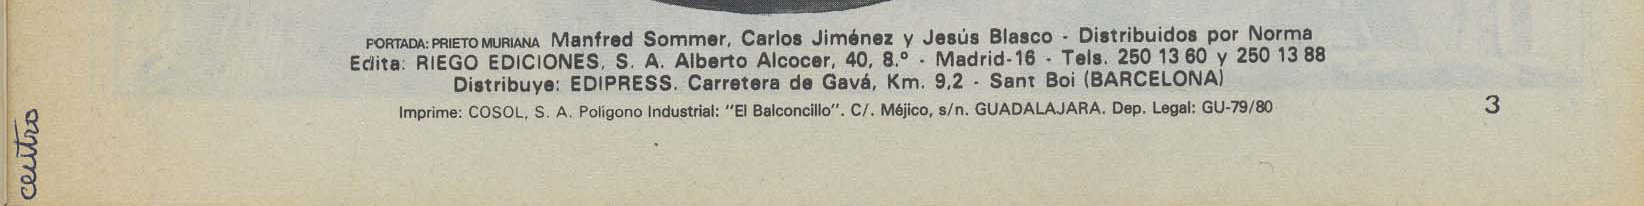 PORTADA: PRIETO MURIANA Manfred Sommer, Carlos Jiménez y Jesús Blasco - Distribuidos por Norma
Edita: RIEGO EDICIONES, S. A. Alberto Alcocer, 40, 8.º - Madrid-16 - Tels. 250 13 60 y 250 13 88
Distribuye: EDIPRESS. Carretera de Gavá, Km. 9,2 - Sant Boi (BARCELONA)
Imprime: COSOL, S. A. Poligono Industrial: "El Balconcillo". C/. Méjico, s/n. GUADALAJARA. Dep. Legal: GU-79/80
3
centro